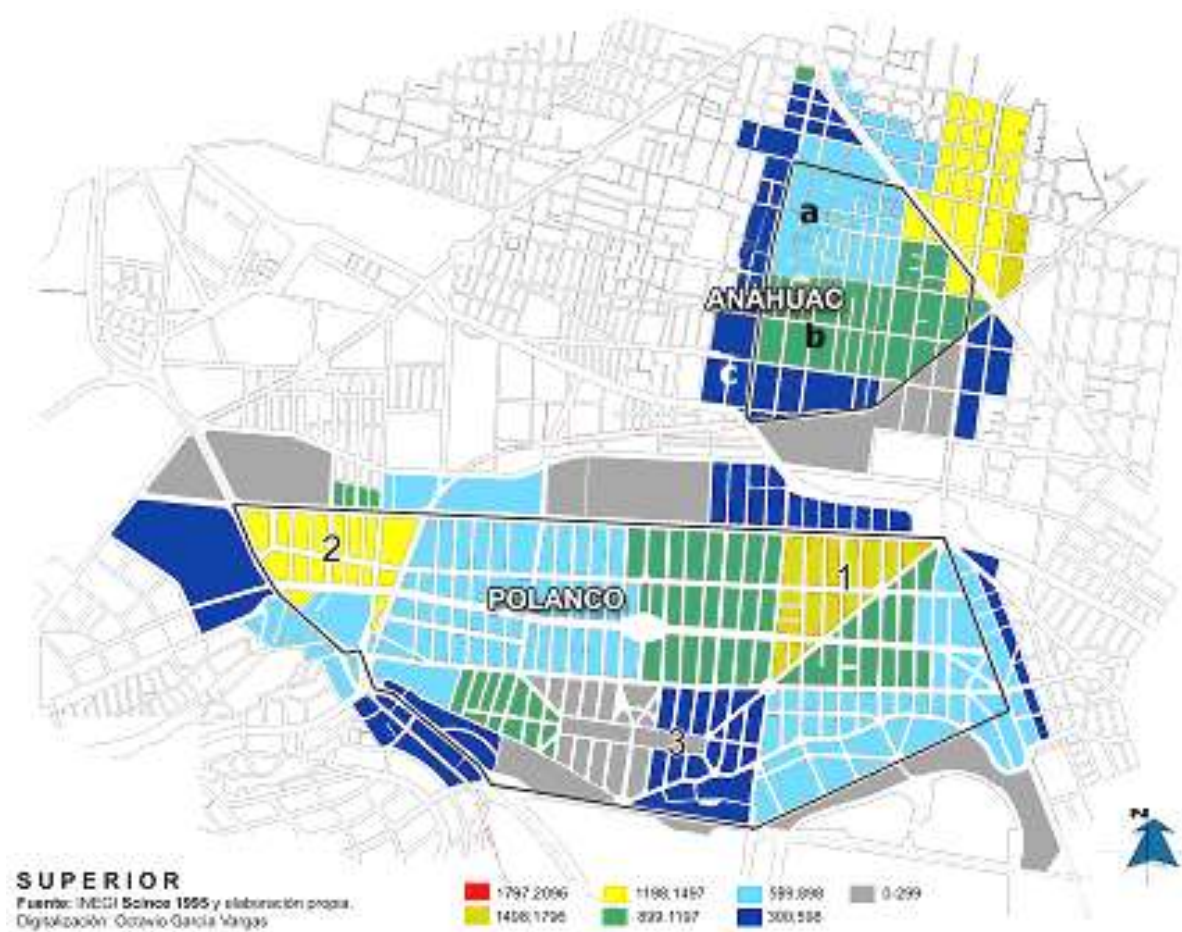 a
ANAHUAC
b
c
2
1
POLANCO
3
N
SUPERIOR
Fuente: INEGI Scince 1995 y elaboración propia.
Digitalización: Octavio García Vargas
1797,2096
1198,1497
599,898
0-299
1498,1796
899,1197
300,598